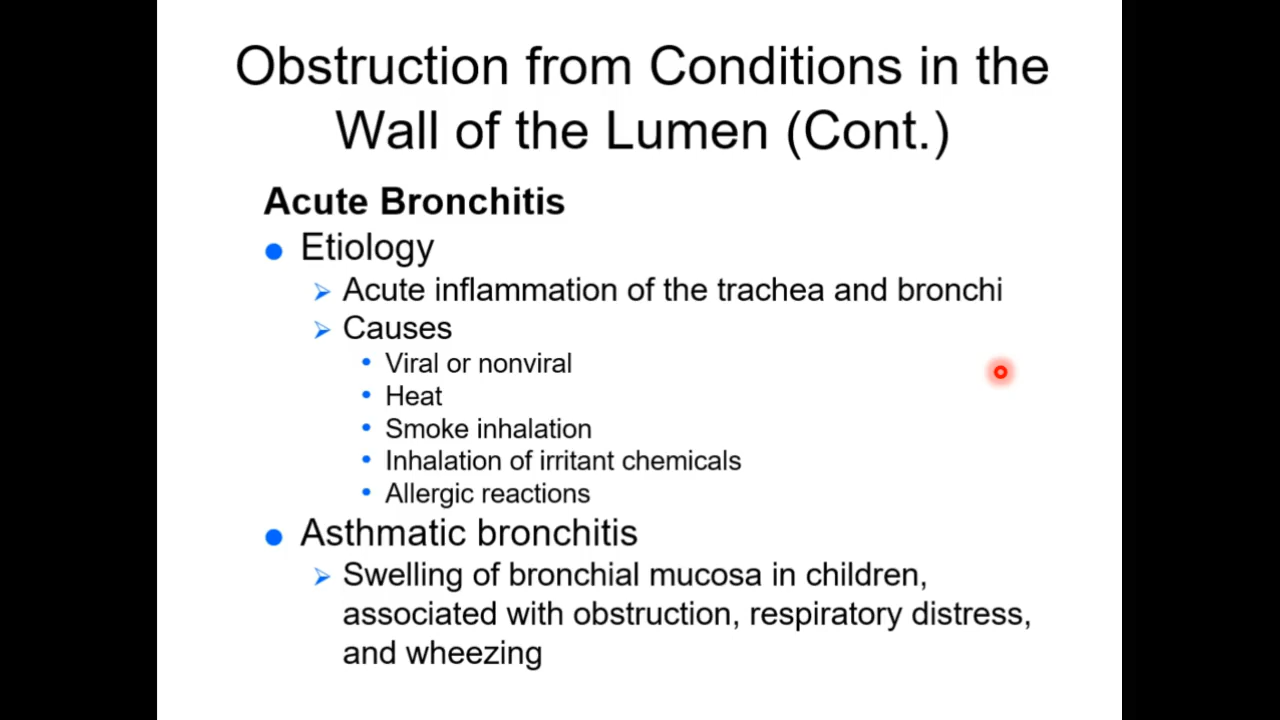 Obstruction from Conditions in the
Wall of the Lumen (Cont.)
Acute Bronchitis
Etiology
Acute inflammation of the trachea and bronchi
Causes
Viral or nonviral
Heat
Smoke inhalation
Inhalation of irritant chemicals
Allergic reactions
Asthmatic bronchitis
Swelling of bronchial mucosa in children,
associated with obstruction, respiratory distress,
and wheezing